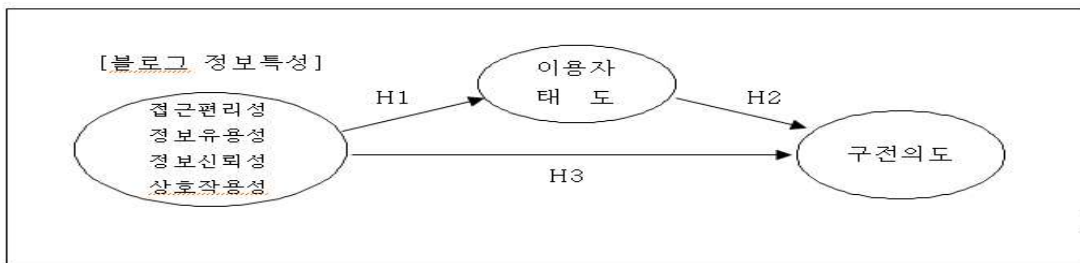 [블로그 정보특성]
접근편리성
정보유용성
정보신뢰성
상호작용성
H1
이용자
태 도
H2
H3
구전의도